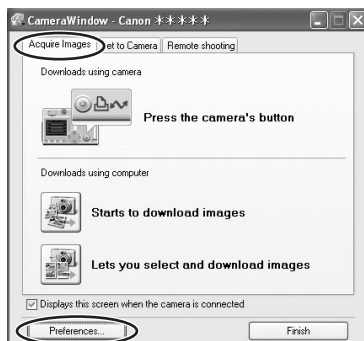 CameraWindow - Canon ＊＊＊＊＊
Acquire Images et to Camera Remote shooting
Downloads using camera
Press the camera's button
Downloads using computer
Starts to download images
Lets you select and download images
Displays this screen when the camera is connected
Preferences... Finish